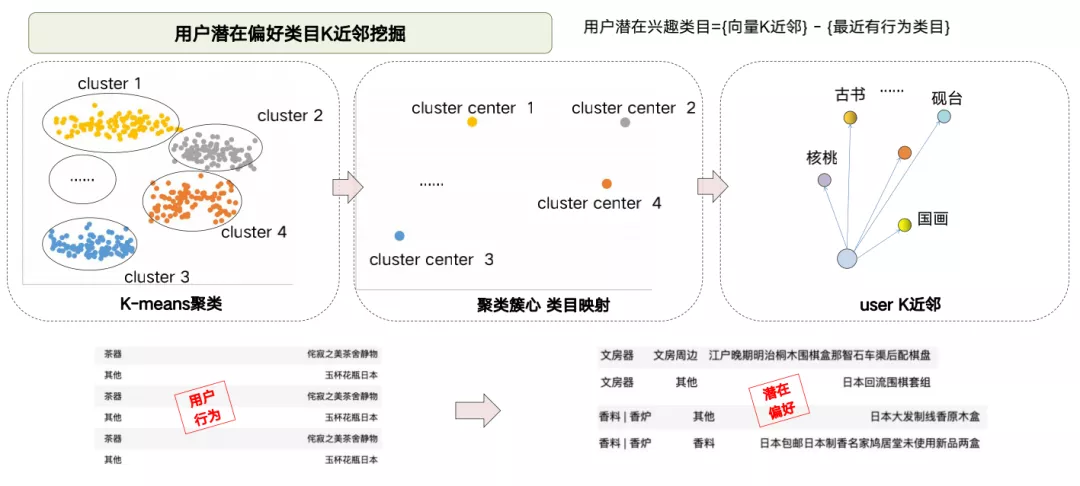 用户潜在偏好类目K近邻挖掘
用户潜在兴趣类目={向量K近邻} - {最近有行为类目}
cluster 1
cluster 2
······
cluster 4
cluster 3
K-means聚类
cluster center 1
cluster center 2
······
cluster center 4
cluster center 3
聚类簇心 类目映射
古书
······
砚台
核桃
国画
user K近邻
茶器 侘寂之美茶舍静物
其他 玉杯花瓶日本
茶器 侘寂之美茶舍静物
其他 玉杯花瓶日本
茶器 侘寂之美茶舍静物
其他 玉杯花瓶日本
用户
行为
文房器 文房周边 江户晚期明治桐木围棋盒那智石车渠后配棋盘
文房器 其他 日本回流围棋套组
香料 | 香炉 其他 日本大发制线香原木盒
香料 | 香炉 香料 日本包邮日本制香名家鸠居堂未使用新品两盒
潜在
偏好